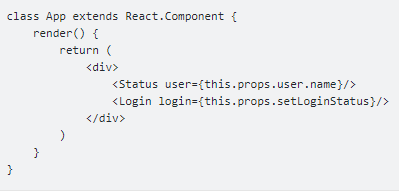 class App extends React.Component {
    render() {
        return (
            <div>
                <Status user={this.props.user.name}/>
                <Login login={this.props.setLoginStatus}/>
            </div>
        )
    }
}